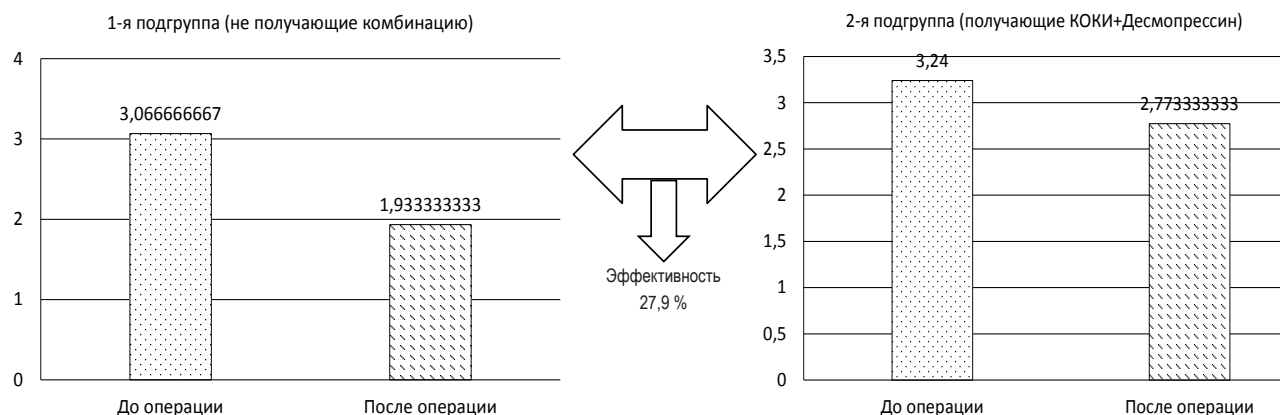 1-я подгруппа (не получающие комбинацию)
4
3
2
1
0
3,066666667
1,933333333
До операции
После операции
Эффективность
27,9 %
2-я подгруппа (получающие КОКИ+Десмопрессин)
3,5
3
2,5
2
1,5
1
0,5
0
3,24
2,773333333
До операции
После операции